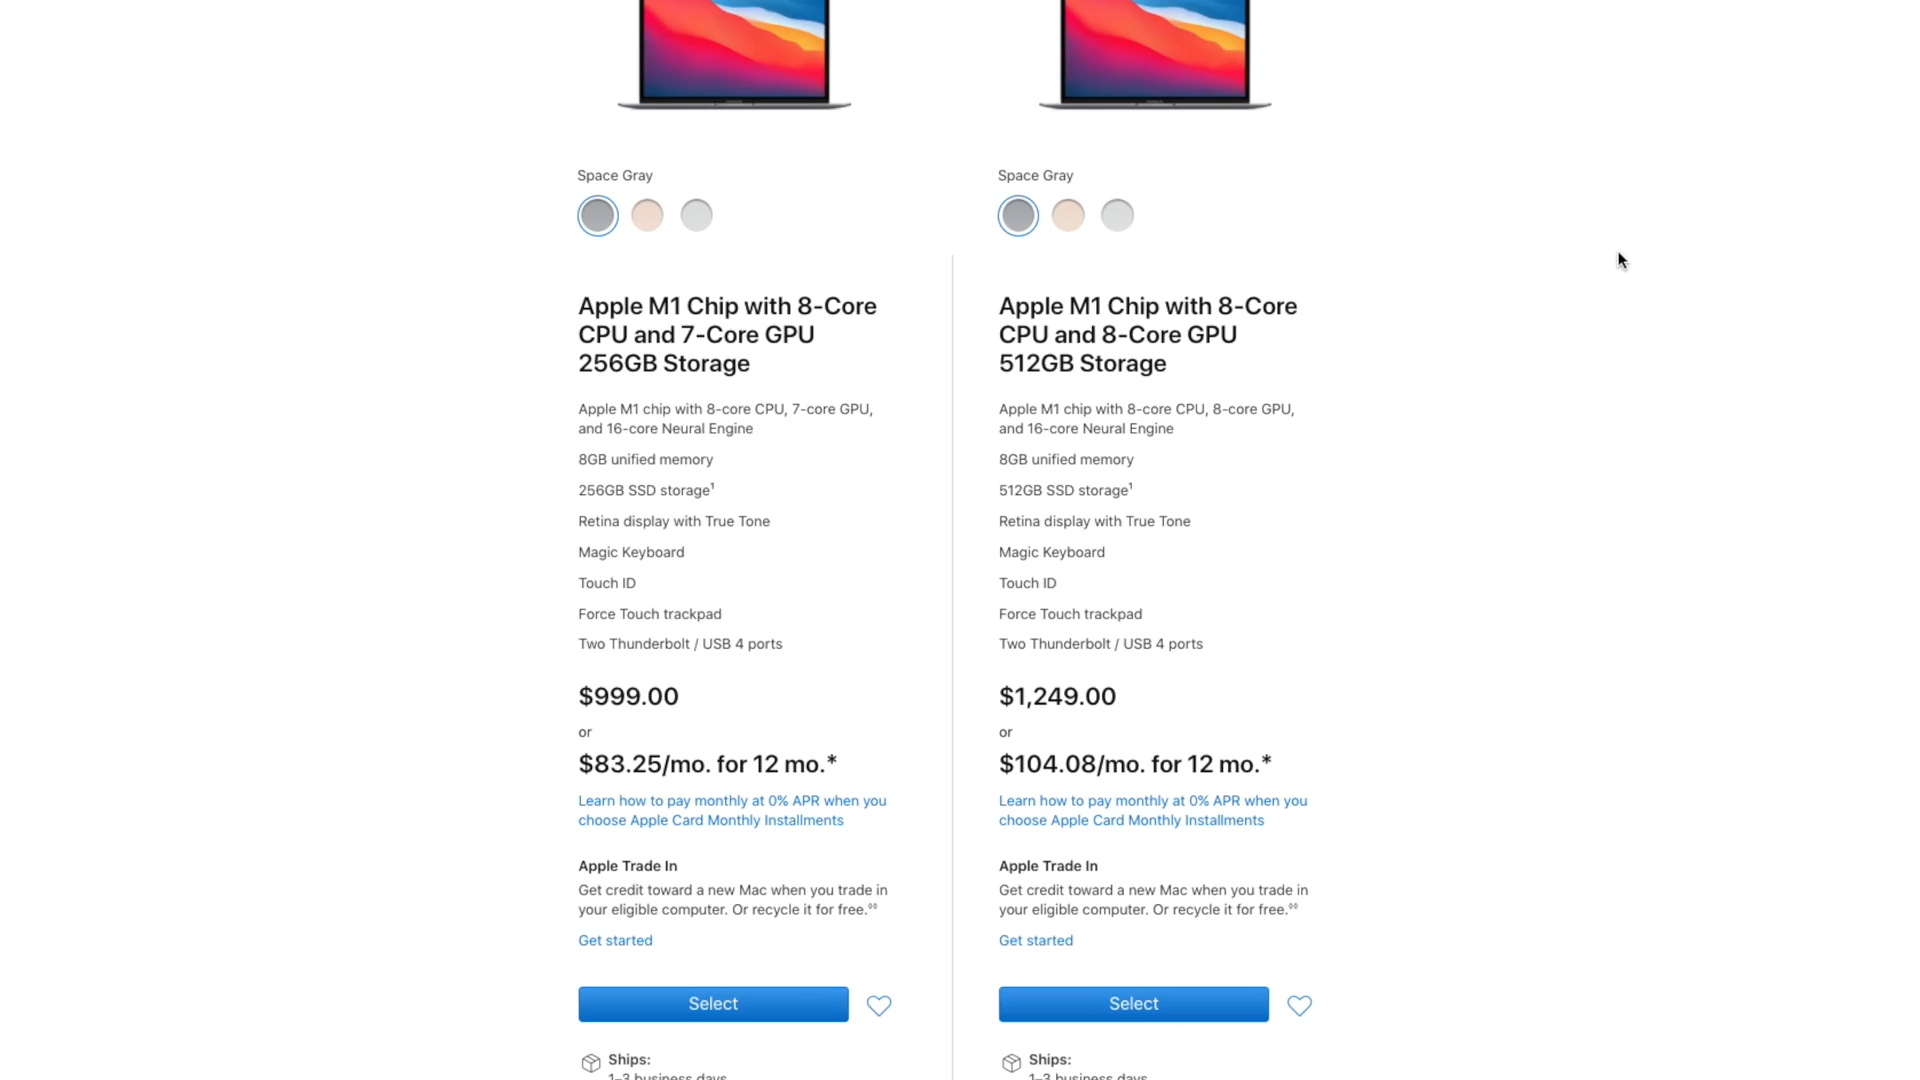 Space Gray
Apple M1 Chip with 8-Core
CPU and 7-Core GPU
256GB Storage
Apple M1 chip with 8-core CPU, 7-core GPU,
and 16-core Neural Engine
8GB unified memory
256GB SSD storage¹
Retina display with True Tone
Magic Keyboard
Touch ID
Force Touch trackpad
Two Thunderbolt / USB 4 ports
$999.00
or
$83.25/mo. for 12 mo.*
Learn how to pay monthly at 0% APR when you
choose Apple Card Monthly Installments
Apple Trade In
Get credit toward a new Mac when you trade in
your eligible computer. Or recycle it for free.◊◊
Get started
Select
Ships:
1–3 business days
Space Gray
Apple M1 Chip with 8-Core
CPU and 8-Core GPU
512GB Storage
Apple M1 chip with 8-core CPU, 8-core GPU,
and 16-core Neural Engine
8GB unified memory
512GB SSD storage¹
Retina display with True Tone
Magic Keyboard
Touch ID
Force Touch trackpad
Two Thunderbolt / USB 4 ports
$1,249.00
or
$104.08/mo. for 12 mo.*
Learn how to pay monthly at 0% APR when you
choose Apple Card Monthly Installments
Apple Trade In
Get credit toward a new Mac when you trade in
your eligible computer. Or recycle it for free.◊◊
Get started
Select
Ships:
1–3 business days